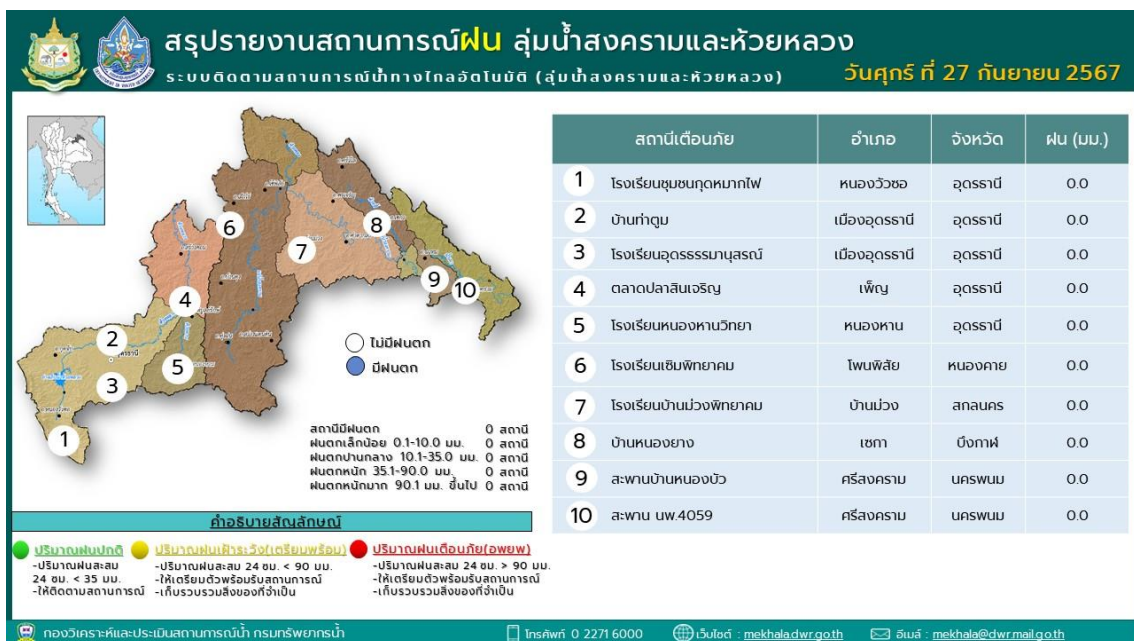 สรุปรายงานสถานการณ์ฝน ลุ่มน้ำสงครามและห้วยหลวง
ระบบติดตามสถานการณ์น้ำทางไกลอัตโนมัติ (ลุ่มน้ำสงครามและห้วยหลวง)
วันศุกร์ ที่ 27 กันยายน 2567
สถานีเตือนภัย อำเภอ จังหวัด ฝน (มม.)
1 โรงเรียนชุมชนกุดหมากไฟ หนองวัวซอ อุดรธานี 0.0
2 บ้านท่าตูม เมืองอุดรธานี อุดรธานี 0.0
3 โรงเรียนอุดรธรรมานุสรณ์ เมืองอุดรธานี อุดรธานี 0.0
4 ตลาดปลาสินเจริญ เพ็ญ อุดรธานี 0.0
5 โรงเรียนหนองหานวิทยา หนองหาน อุดรธานี 0.0
6 โรงเรียนเซิมพิทยาคม โพนพิสัย หนองคาย 0.0
7 โรงเรียนบ้านม่วงพิทยาคม บ้านม่วง สกลนคร 0.0
8 บ้านหนองยาง เซกา บึงกาฬ 0.0
9 สะพานบ้านหนองบัว ศรีสงคราม นครพนม 0.0
10 สะพาน นพ.4059 ศรีสงคราม นครพนม 0.0
6
7
8
9
10
4
2
5
3
1
ไม่มีฝนตก
มีฝนตก
สถานีมีฝนตก 0 สถานี
ฝนตกเล็กน้อย 0.1-10.0 มม. 0 สถานี
ฝนตกปานกลาง 10.1-35.0 มม. 0 สถานี
ฝนตกหนัก 35.1-90.0 มม. 0 สถานี
ฝนตกหนักมาก 90.1 มม. ขึ้นไป 0 สถานี
คำอธิบายสัญลักษณ์
ปริมาณฝนปกติ
-ปริมาณฝนสะสม
24 ชม. < 35 มม.
-ให้ติดตามสถานการณ์
ปริมาณฝนเฝ้าระวัง(เตรียมพร้อม)
-ปริมาณฝนสะสม 24 ชม. < 90 มม.
-ให้เตรียมตัวพร้อมรับสถานการณ์
-เก็บรวบรวมสิ่งของที่จำเป็น
ปริมาณฝนเตือนภัย(อพยพ)
-ปริมาณฝนสะสม 24 ชม. > 90 มม.
-ให้เตรียมตัวพร้อมรับสถานการณ์
-เก็บรวบรวมสิ่งของที่จำเป็น
กองวิเคราะห์และประเมินสถานการณ์น้ำ กรมทรัพยากรน้ำ
โทรศัพท์ 0 2271 6000
เว็บไซต์ : mekhala.dwr.go.th
อีเมล์ : mekhala@dwr.mail.go.th